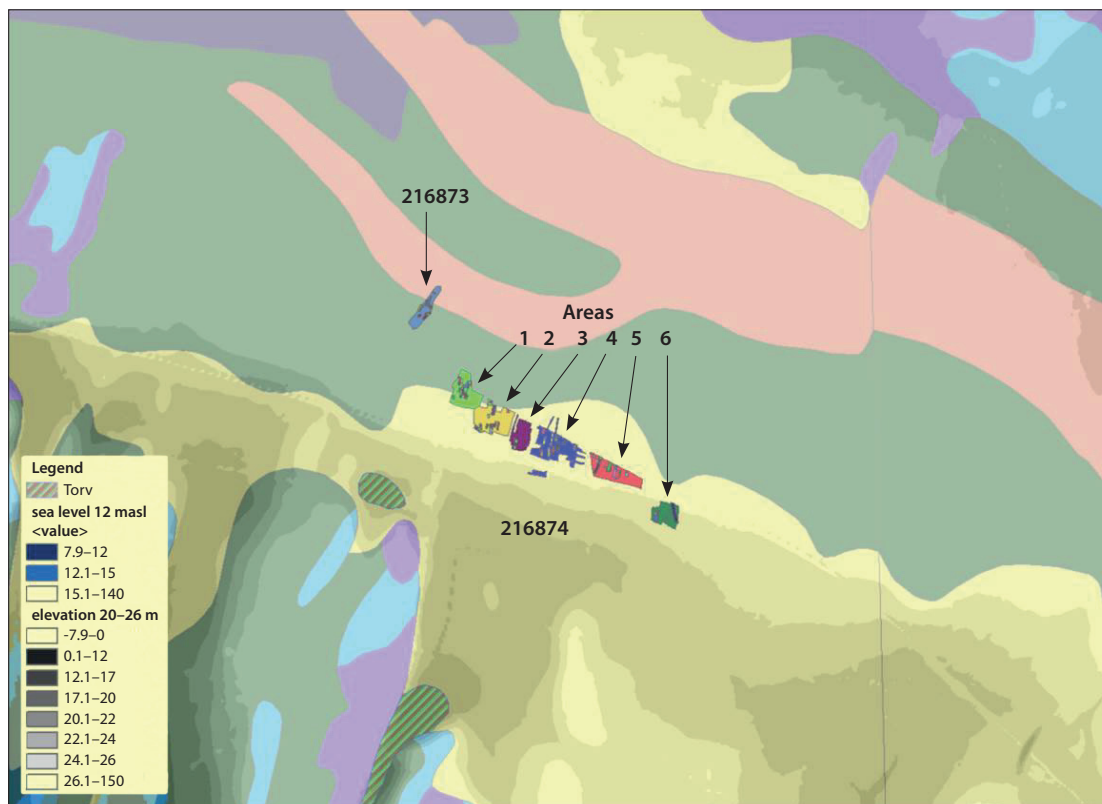 216873
Areas
1 2 3 4 5 6
216874
Legend
Torv
sea level 12 masl
<value>
7.9–12
12.1–15
15.1–140
elevation 20–26 m
-7.9–0
0.1–12
12.1–17
17.1–20
20.1–22
22.1–24
24.1–26
26.1–150